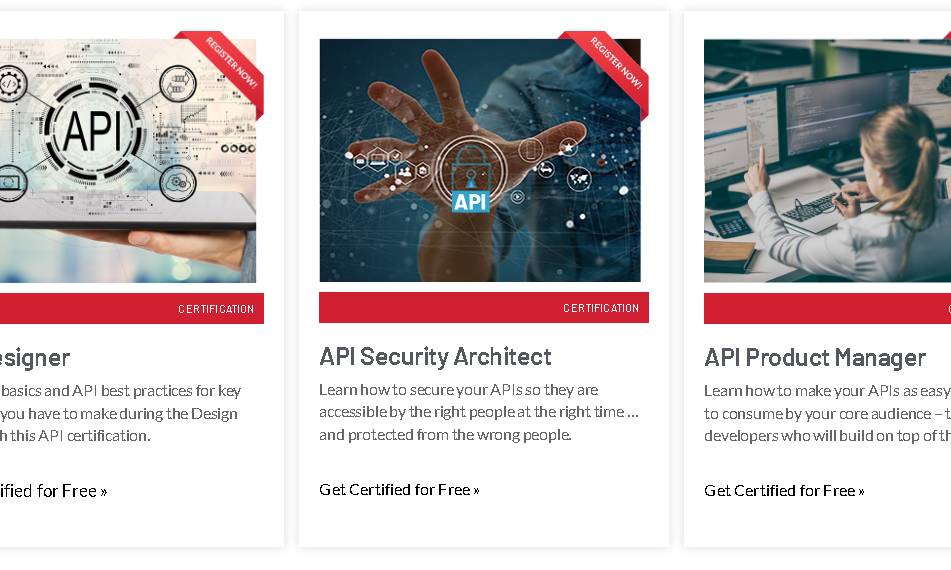 REGISTER NOW!
API
CERTIFICATION
esigner
basics and API best practices for key
you have to make during the Design
h this API certification.
ified for Free »
REGISTER NOW!
API
CERTIFICATION
API Security Architect
Learn how to secure your APIs so they are
accessible by the right people at the right time ...
and protected from the wrong people.
Get Certified for Free »
API Product Manager
Learn how to make your APIs as easy
to consume by your core audience – t
developers who will build on top of th
Get Certified for Free »